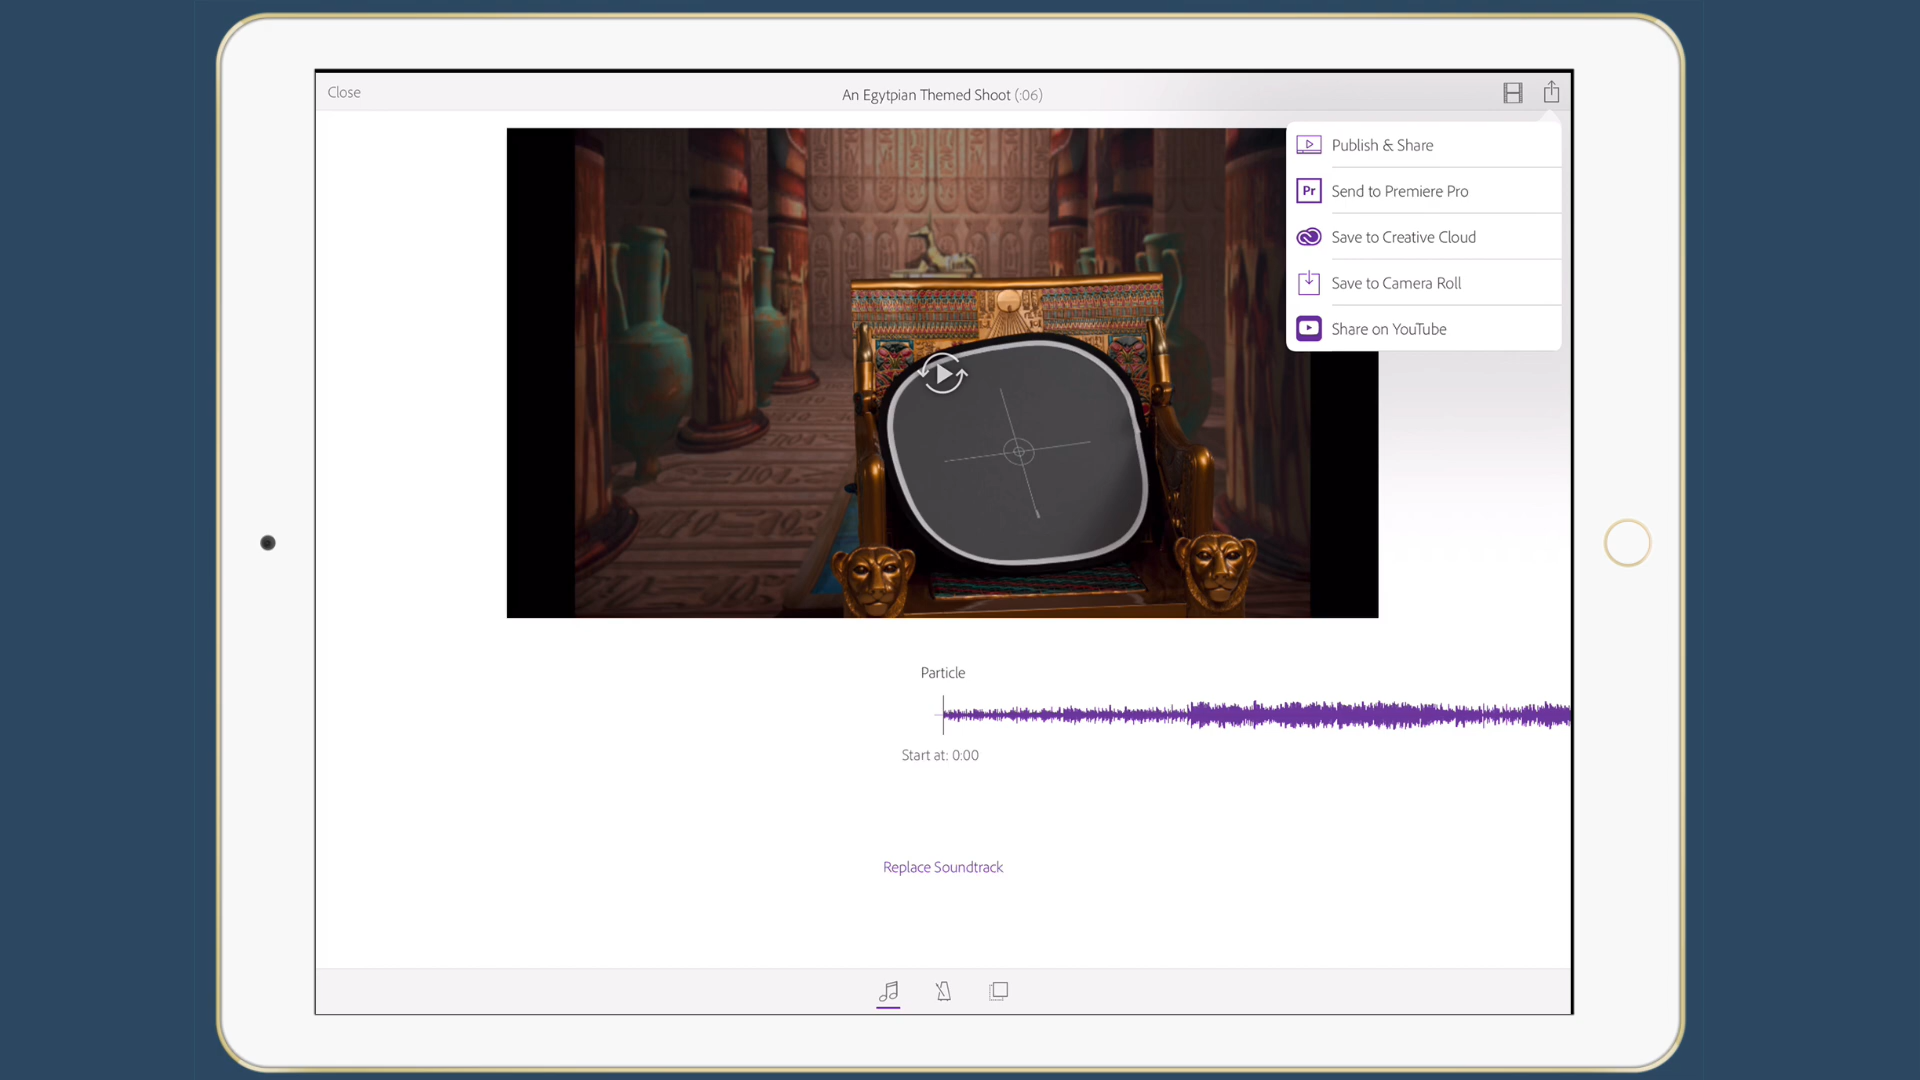 Close
An Egytpian Themed Shoot (:06)
Publish & Share
Pr Send to Premiere Pro
Save to Creative Cloud
Save to Camera Roll
Share on YouTube
Particle
Start at: 0:00
Replace Soundtrack